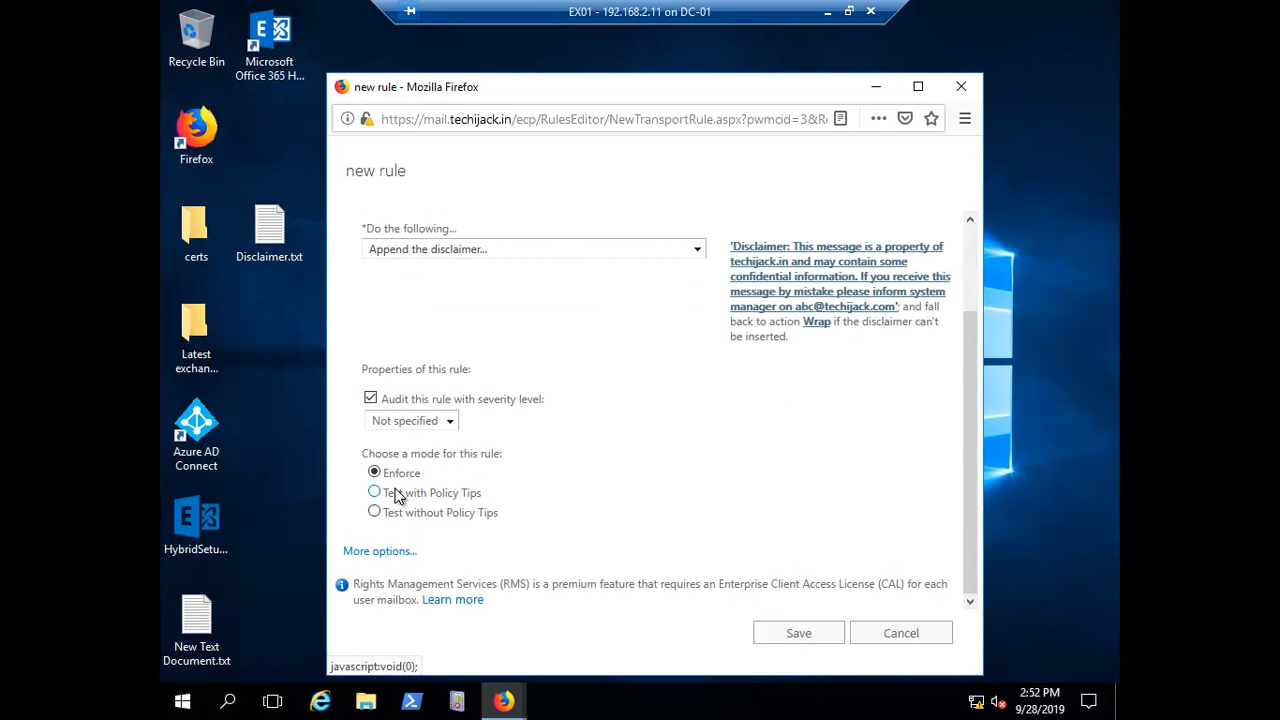 EX01 - 192.168.2.11 on DC-01
Recycle Bin
Microsoft
Office 365 H...
Firefox
certs
Disclaimer.txt
Latest
exchan...
Azure AD
Connect
HybridSetu...
New Text
Document.txt
new rule - Mozilla Firefox
https://mail.techijack.in/ecp/RulesEditor/NewTransportRule.aspx?pwmcid=3&R
new rule
*Do the following...
Append the disclaimer...
'Disclaimer: This message is a property of
techijack.in and may contain some
confidential information. If you receive this
message by mistake please inform system
manager on abc@techijack.com'; and fall
back to action Wrap if the disclaimer can't
be inserted.
Properties of this rule:
Audit this rule with severity level:
Not specified
Choose a mode for this rule:
Enforce
Test with Policy Tips
Test without Policy Tips
More options...
Rights Management Services (RMS) is a premium feature that requires an Enterprise Client Access License (CAL) for each
user mailbox. Learn more
Save
Cancel
javascript:void(0);
2:52 PM
9/28/2019